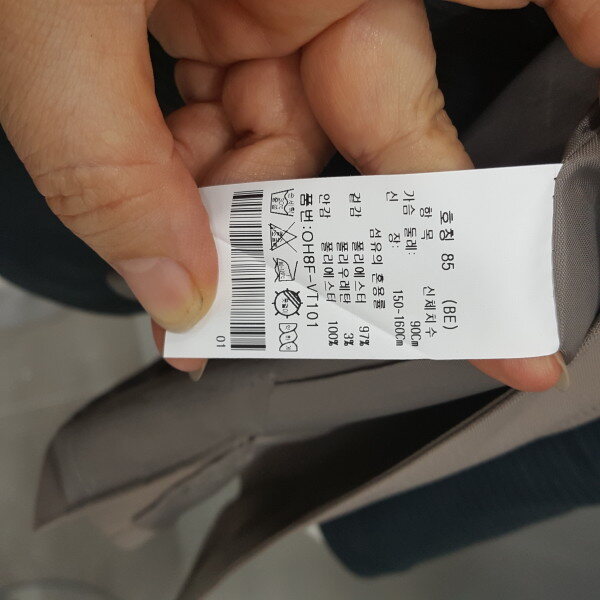 호칭 85 (BE)
항 목 신체치수
가슴 둘레: 90Cm
신 장: 150-160Cm
섬유의 혼용률
겉감 폴리에스터 97%
폴리우레탄 3%
안감 폴리에스터 100%
품번:OH8F-VT101
01